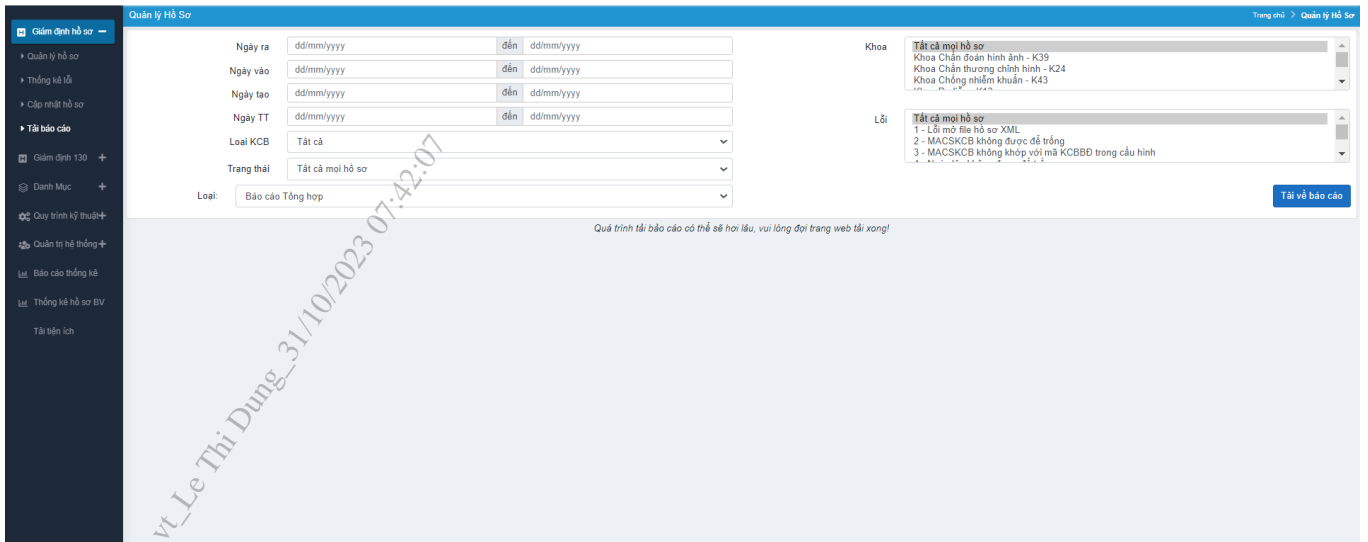 Quản lý Hồ Sơ
Trang chủ > Quản lý Hồ Sơ
Giám định hồ sơ
Quản lý hồ sơ
Thống kê lỗi
Cập nhật hồ sơ
Tải báo cáo
Giám định 130
Danh Mục
Quy trình kỹ thuật
Quản trị hệ thống
Báo cáo thống kê
Thống kê hồ sơ BV
Tải tiện ích
Ngày ra dd/mm/yyyy đến dd/mm/yyyy
Ngày vào dd/mm/yyyy đến dd/mm/yyyy
Ngày tạo dd/mm/yyyy đến dd/mm/yyyy
Ngày TT dd/mm/yyyy đến dd/mm/yyyy
Loại KCB Tất cả
Trạng thái Tất cả mọi hồ sơ
Loại: Báo cáo Tổng hợp
Khoa Tất cả mọi hồ sơ
Khoa Chẩn đoán hình ảnh - K39
Khoa Chấn thương chỉnh hình - K24
Khoa Chống nhiễm khuẩn - K43
Lỗi Tất cả mọi hồ sơ
1 - Lỗi mở file hồ sơ XML
2 - MACSKCB không được để trống
3 - MACSKCB không khớp với mã KCBBĐ trong cấu hình
Tải về báo cáo
Quá trình tải bảo cáo có thể sẽ hơi lâu, vui lòng đợi trang web tải xong!
vt_Le Thi Dung_31/10/2023 07:42:07